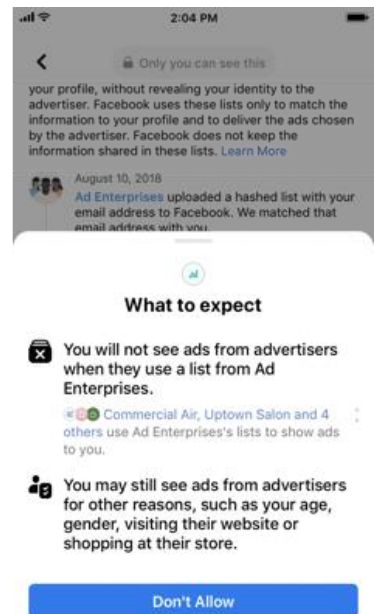 2:04 PM
Only you can see this
your profile, without revealing your identity to the
advertiser. Facebook uses these lists only to match the
information to your profile and to deliver the ads chosen
by the advertiser. Facebook does not keep the
information shared in these lists. Learn More
August 10, 2018
Ad Enterprises uploaded a hashed list with your
email address to Facebook. We matched that
email address with you.
What to expect
You will not see ads from advertisers
when they use a list from Ad
Enterprises.
Commercial Air, Uptown Salon and 4
others use Ad Enterprises's lists to show ads
to you.
You may still see ads from advertisers
for other reasons, such as your age,
gender, visiting their website or
shopping at their store.
Don't Allow